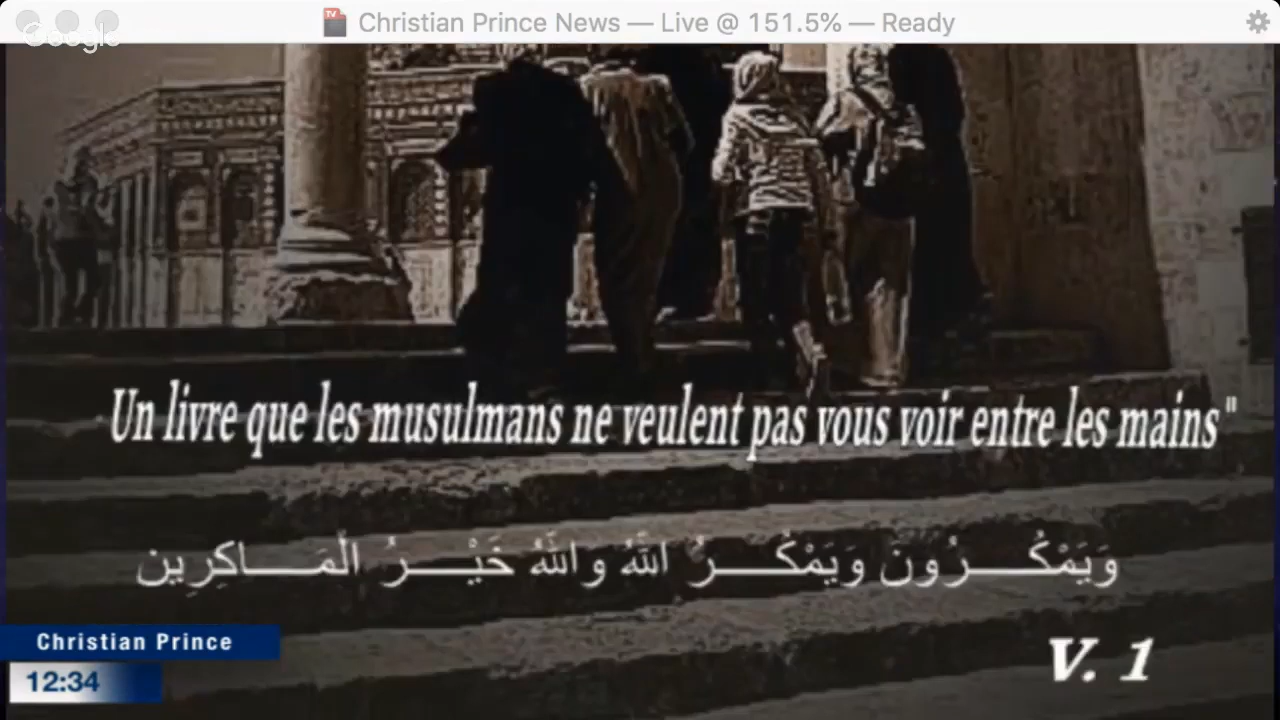 Christian Prince News — Live @ 151.5% — Ready
Google
Un livre que les musulmans ne veulent pas vous voir entre les mains"
وَيَمْكُرُونَ وَيَمْكُرُ اللَّهُ وَاللَّهُ خَيْرُ الْمَاكِرِين
V. 1
Christian Prince
12:34